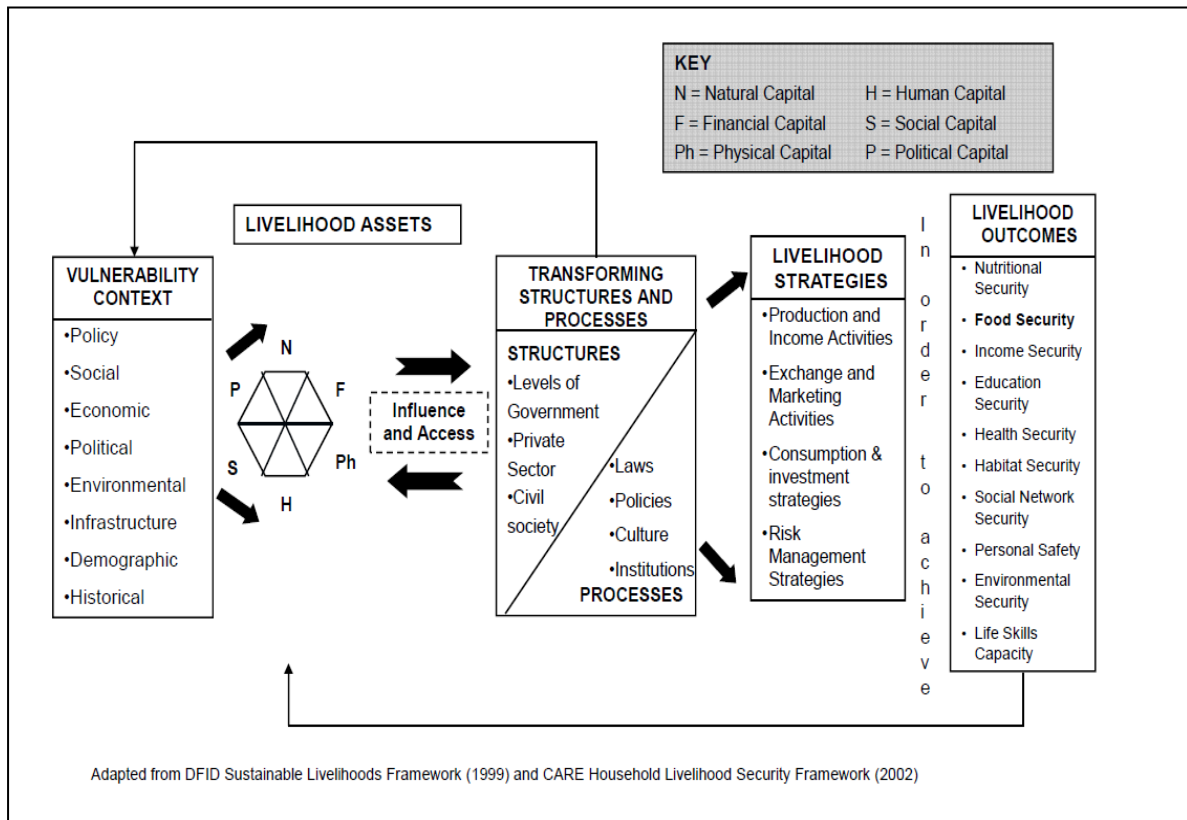 KEY
N = Natural Capital H = Human Capital
F = Financial Capital S = Social Capital
Ph = Physical Capital P = Political Capital
LIVELIHOOD ASSETS
VULNERABILITY
CONTEXT
•Policy
•Social
•Economic
•Political
•Environmental
•Infrastructure
•Demographic
•Historical
N
P
F
S
Ph
H
Influence
and Access
TRANSFORMING
STRUCTURES AND
PROCESSES
STRUCTURES
•Levels of
Government
•Private
Sector
•Civil
society
•Laws
•Policies
•Culture
•Institutions
PROCESSES
LIVELIHOOD
STRATEGIES
•Production and
Income Activities
•Exchange and
Marketing
Activities
•Consumption &
investment
strategies
•Risk
Management
Strategies
In order to achieve
LIVELIHOOD
OUTCOMES
• Nutritional
Security
• Food Security
• Income Security
• Education
Security
• Health Security
• Habitat Security
• Social Network
Security
• Personal Safety
• Environmental
Security
• Life Skills
Capacity
Adapted from DFID Sustainable Livelihoods Framework (1999) and CARE Household Livelihood Security Framework (2002)